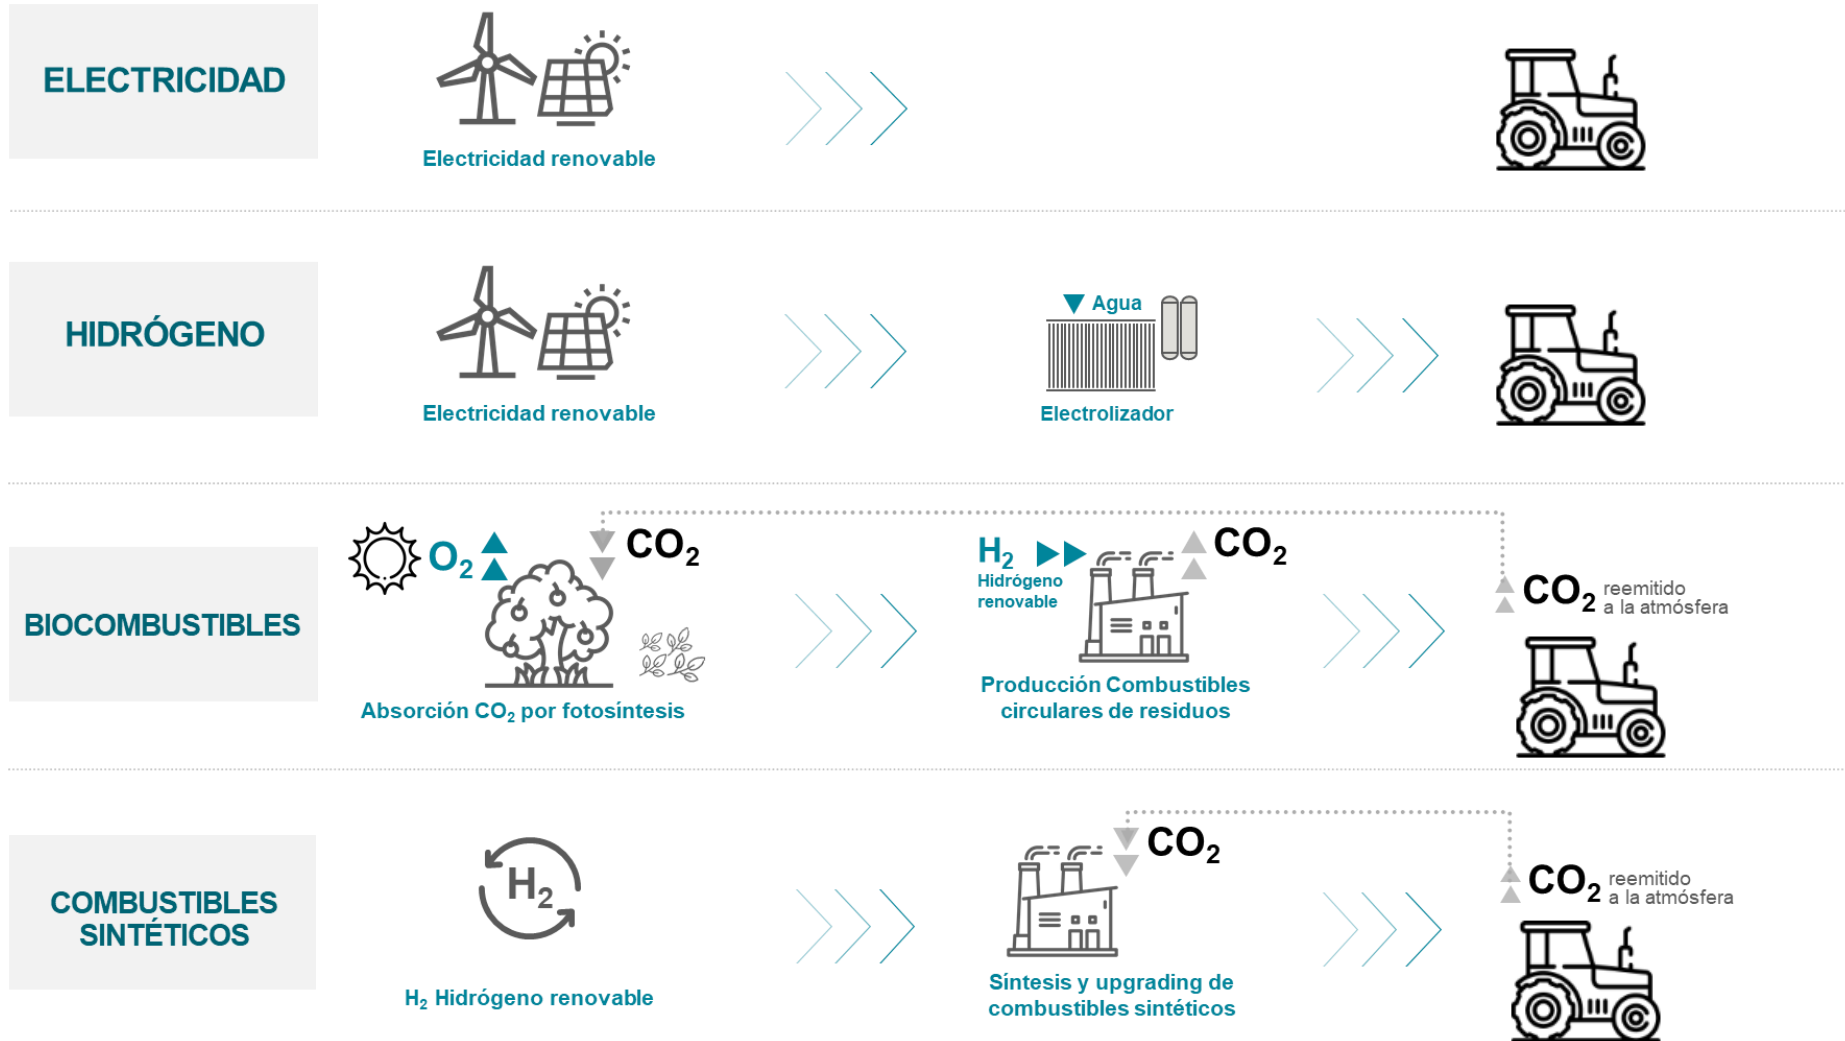 ELECTRICIDAD
Electricidad renovable
HIDRÓGENO
Electricidad renovable
Agua
Electrolizador
BIOCOMBUSTIBLES
O₂
CO₂
Absorción CO₂ por fotosíntesis
H₂
Hidrógeno
renovable
CO₂
Producción Combustibles
circulares de residuos
CO₂ reemitido
a la atmósfera
COMBUSTIBLES
SINTÉTICOS
H₂
H₂ Hidrógeno renovable
CO₂
Síntesis y upgrading de
combustibles sintéticos
CO₂ reemitido
a la atmósfera